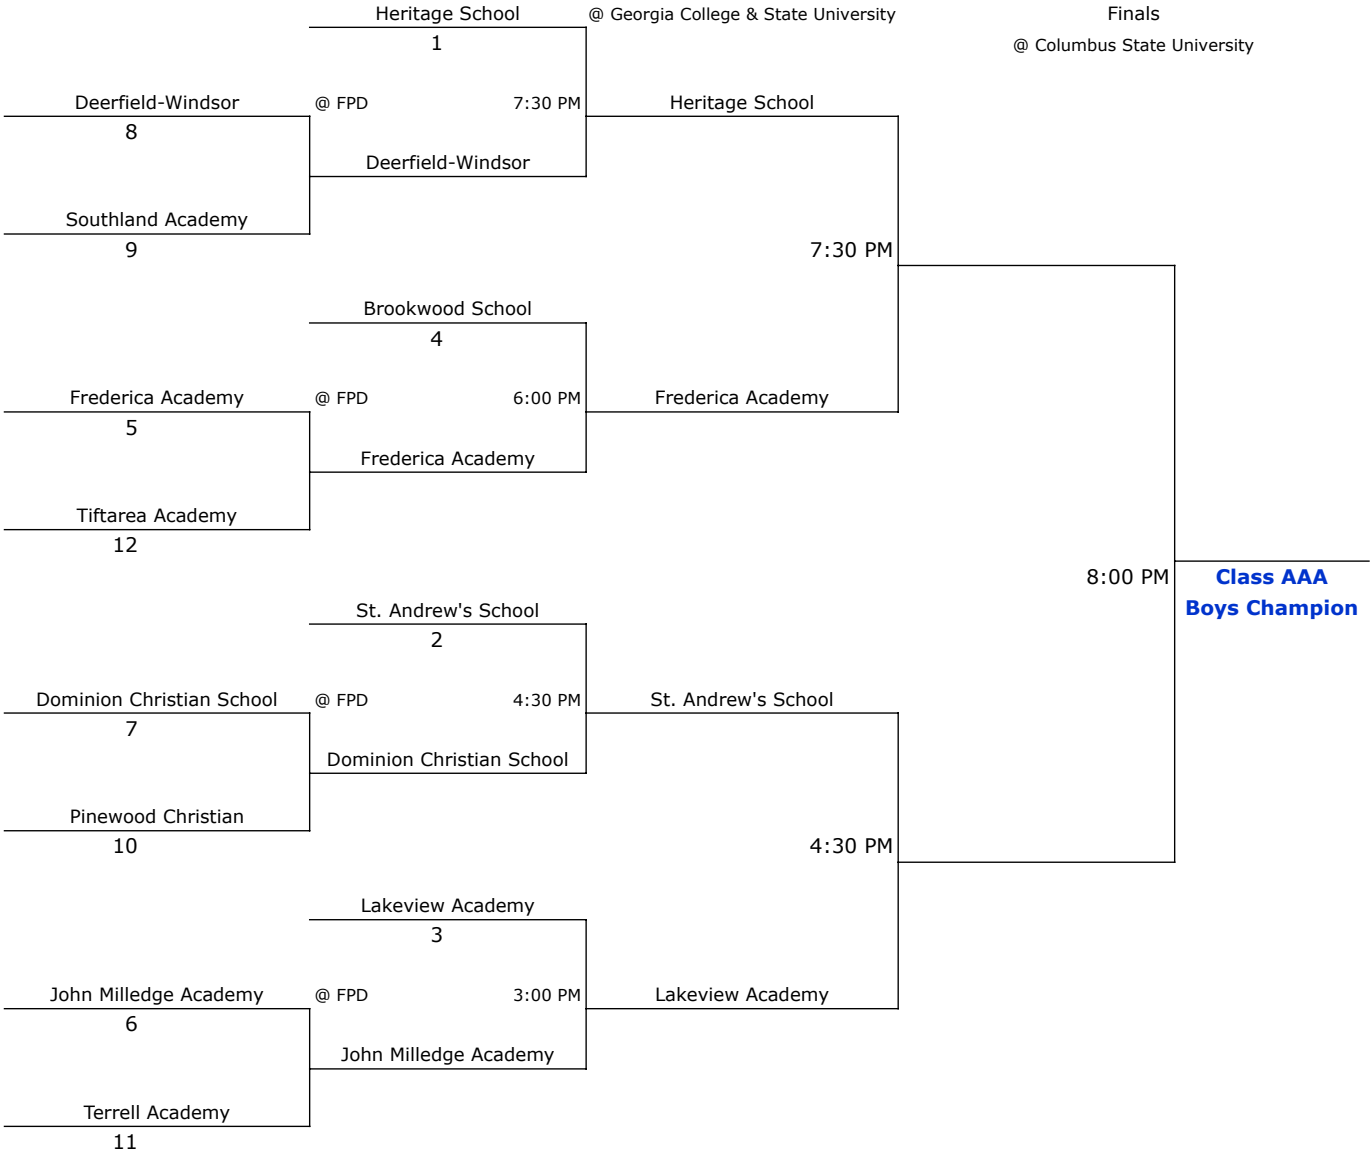 Heritage School
@ Georgia College & State University
Finals
1
@ Columbus State University
Deerfield-Windsor
@ FPD
7:30 PM
Heritage School
8
Deerfield-Windsor
Southland Academy
9
7:30 PM
Brookwood School
4
Frederica Academy
@ FPD
6:00 PM
Frederica Academy
5
Frederica Academy
Tiftarea Academy
12
8:00 PM
Class AAA
Boys Champion
St. Andrew's School
2
Dominion Christian School
@ FPD
4:30 PM
St. Andrew's School
7
Dominion Christian School
Pinewood Christian
10
4:30 PM
Lakeview Academy
3
John Milledge Academy
@ FPD
3:00 PM
Lakeview Academy
6
John Milledge Academy
Terrell Academy
11